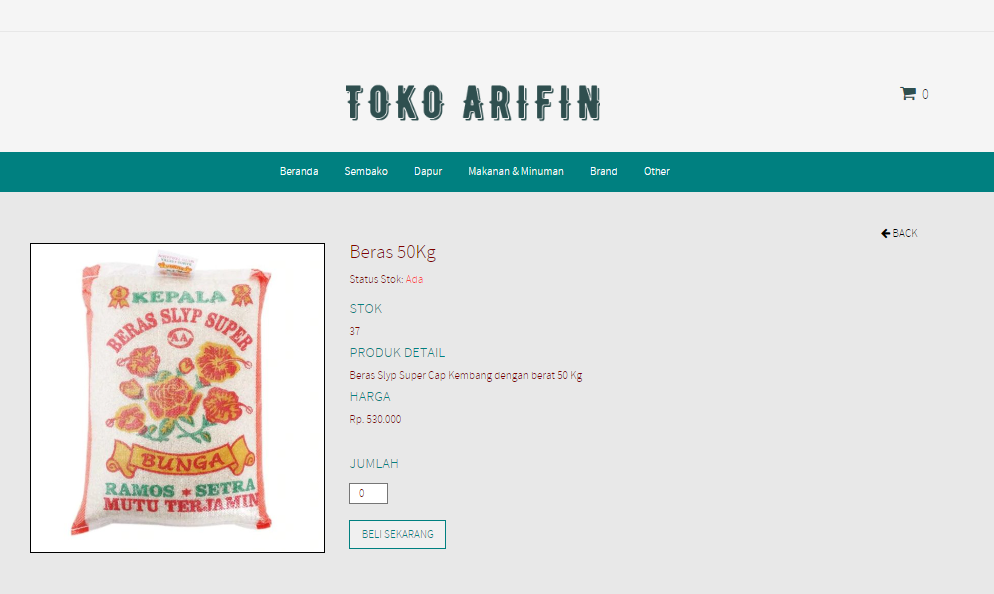 TOKO ARIFIN
0
Beranda Sembako Dapur Makanan & Minuman Brand Other
BACK
Beras 50Kg
Status Stok: Ada
STOK
37
PRODUK DETAIL
Beras Slyp Super Cap Kembang dengan berat 50 Kg
HARGA
Rp. 530.000
JUMLAH
0
BELI SEKARANG
KEPALA
BERAS SLYP SUPER
AA
BUNGA
RAMOS * SETRA
MUTU TERJAMIN